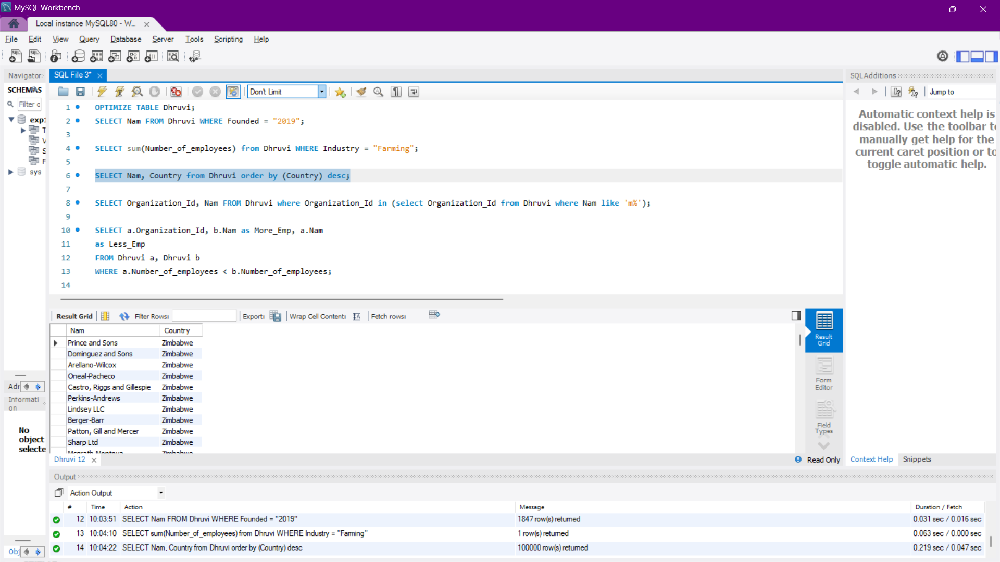 MySQL Workbench
Local instance MySQL80 - W...
File Edit View Query Database Server Tools Scripting Help
Navigator
SQL File 3*
SQLAdditions
SCHEMAS
Don't Limit
Jump to
Filter c
exp1
T
V
S
F
sys
1 OPTIMIZE TABLE Dhruvi;
2 SELECT Nam FROM Dhruvi WHERE Founded = "2019";
3
4 SELECT sum(Number_of_employees) from Dhruvi WHERE Industry = "Farming";
5
6 SELECT Nam, Country from Dhruvi order by (Country) desc;
7
8 SELECT Organization_Id, Nam FROM Dhruvi where Organization_Id in (select Organization_Id from Dhruvi where Nam like 'm%');
9
10 SELECT a.Organization_Id, b.Nam as More_Emp, a.Nam
11 as Less_Emp
12 FROM Dhruvi a, Dhruvi b
13 WHERE a.Number_of_employees < b.Number_of_employees;
14
Automatic context help is
disabled. Use the toolbar to
manually get help for the
current caret position or to
toggle automatic help.
Result Grid Filter Rows: Export: Wrap Cell Content: Fetch rows:
Nam Country
Prince and Sons Zimbabwe
Dominguez and Sons Zimbabwe
Arellano-Wilcox Zimbabwe
Oneal-Pacheco Zimbabwe
Castro, Riggs and Gillespie Zimbabwe
Perkins-Andrews Zimbabwe
Lindsey LLC Zimbabwe
Berger-Barr Zimbabwe
Patton, Gill and Mercer Zimbabwe
Sharp Ltd Zimbabwe
Mcgrath-Montoya Zimbabwe
Result
Grid
Form
Editor
Field
Types
Adr
Informati
on
No
object
selecte
Dhruvi 12
Read Only
Context Help Snippets
Output
Action Output
# Time Action Message Duration / Fetch
12 10:03:51 SELECT Nam FROM Dhruvi WHERE Founded = "2019" 1847 row(s) returned 0.031 sec / 0.016 sec
13 10:04:10 SELECT sum(Number_of_employees) from Dhruvi WHERE Industry = "Farming" 1 row(s) returned 0.063 sec / 0.000 sec
14 10:04:22 SELECT Nam, Country from Dhruvi order by (Country) desc 100000 row(s) returned 0.219 sec / 0.047 sec
Obj